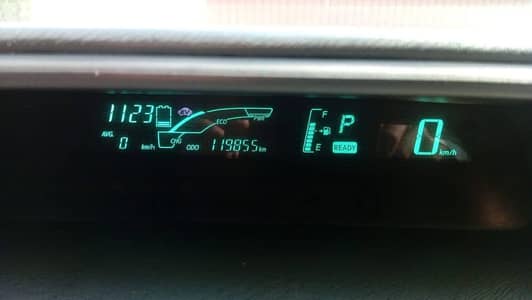 1123
ECO
PWR
AVG.
0 km/h
CHG
ODO 119855 km
F
E
P
READY
0 km/h